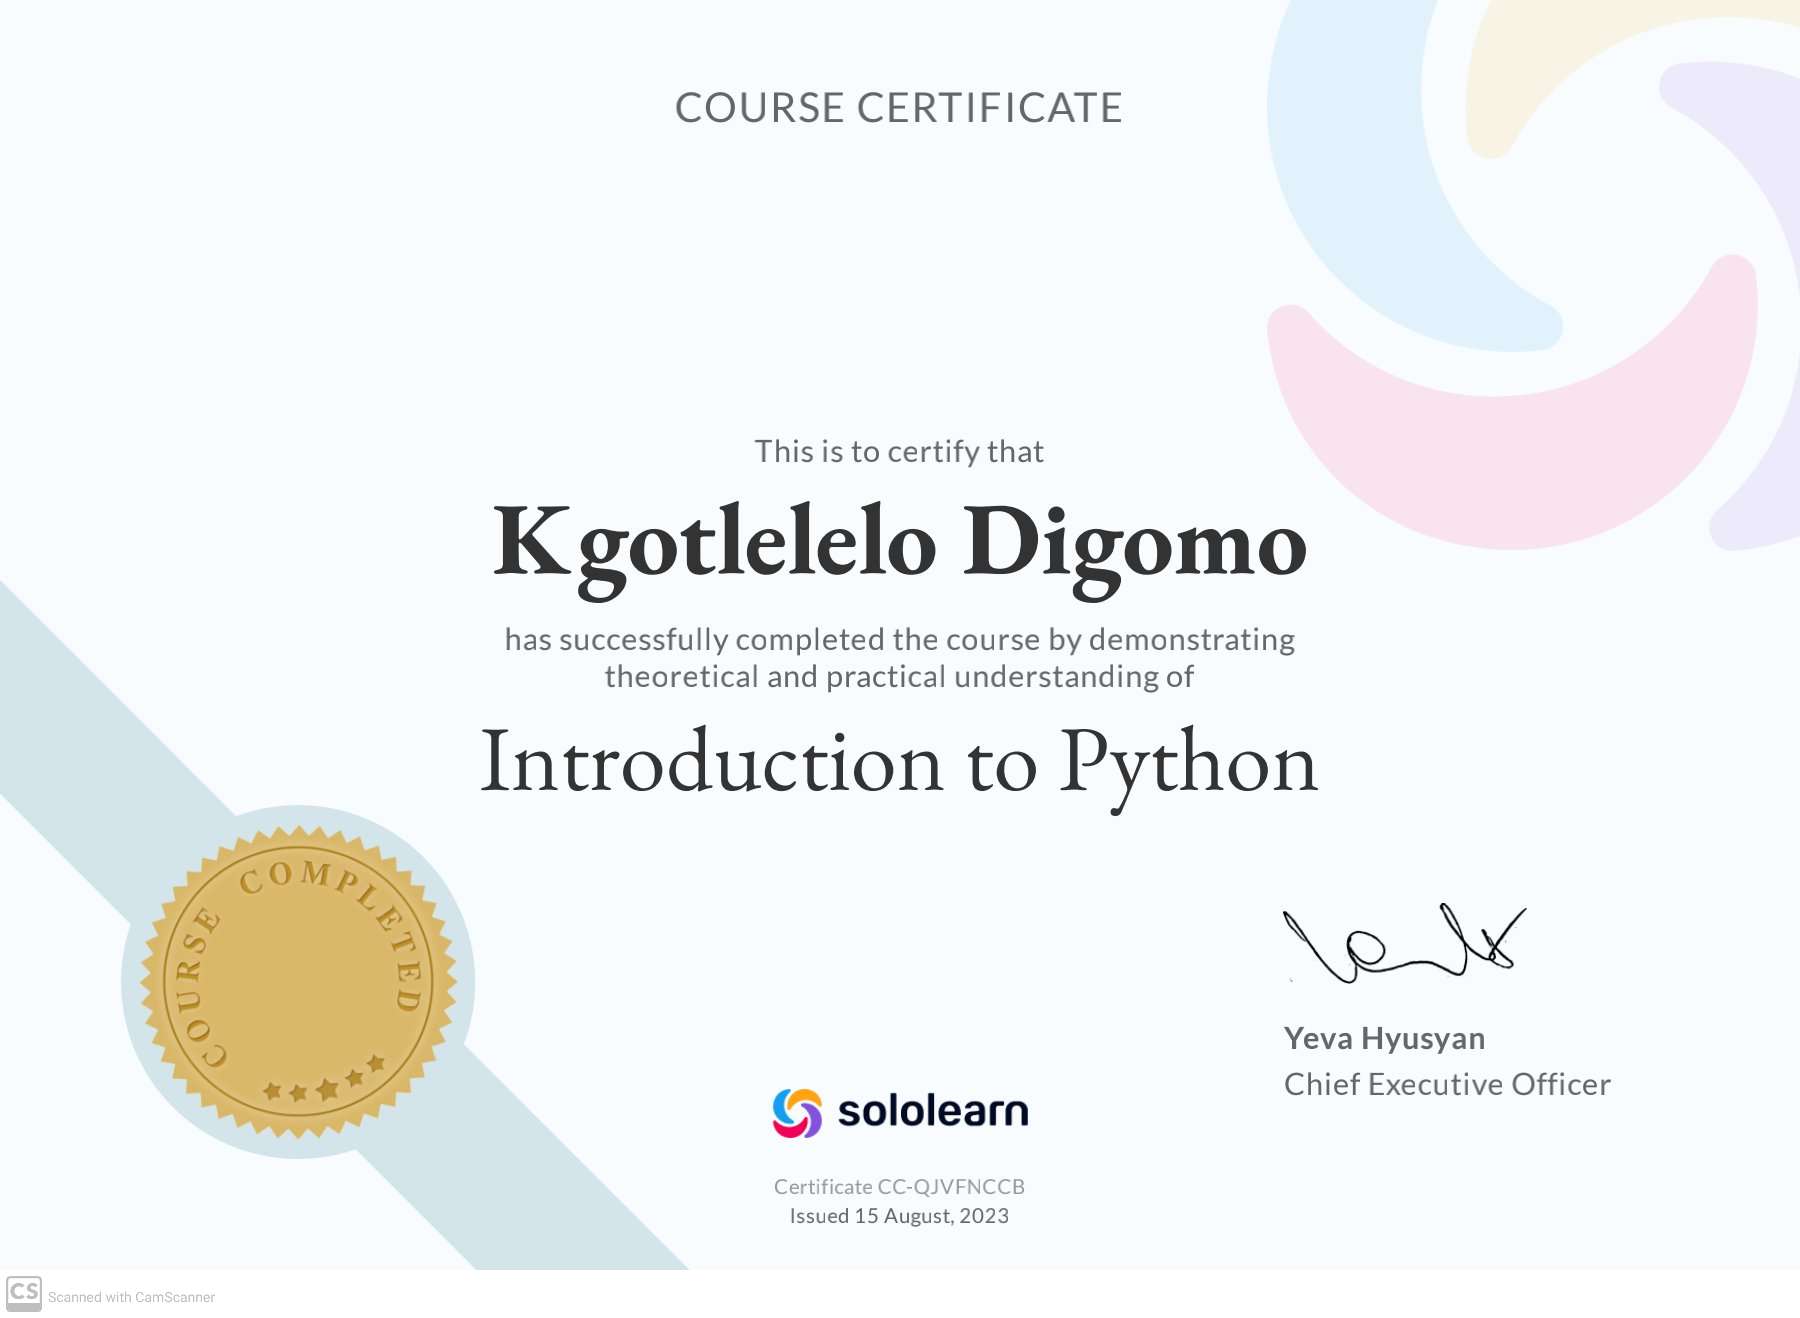 COURSE CERTIFICATE
This is to certify that
Kgotlelelo Digomo
has successfully completed the course by demonstrating
theoretical and practical understanding of
Introduction to Python
COURSE COMPLETED
Yeva Hyusyan
Chief Executive Officer
sololearn
Certificate CC-QJVFNCCB
Issued 15 August, 2023
CS Scanned with CamScanner